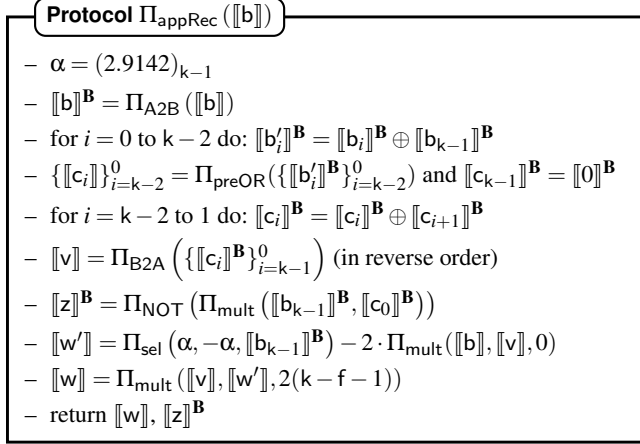 Protocol Π_appRec (⟦b⟧)
– α = (2.9142)_{k−1}
– ⟦b⟧^B = Π_A2B (⟦b⟧)
– for i = 0 to k − 2 do: ⟦b′_i⟧^B = ⟦b_i⟧^B ⊕ ⟦b_{k−1}⟧^B
– {⟦c_i⟧}^0_{i=k−2} = Π_preOR({⟦b′_i⟧^B}^0_{i=k−2}) and ⟦c_{k−1}⟧^B = ⟦0⟧^B
– for i = k − 2 to 1 do: ⟦c_i⟧^B = ⟦c_i⟧^B ⊕ ⟦c_{i+1}⟧^B
– ⟦v⟧ = Π_B2A ({⟦c_i⟧^B}^0_{i=k−1}) (in reverse order)
– ⟦z⟧^B = Π_NOT (Π_mult (⟦b_{k−1}⟧^B, ⟦c_0⟧^B))
– ⟦w′⟧ = Π_sel (α, −α, ⟦b_{k−1}⟧^B) − 2 · Π_mult(⟦b⟧, ⟦v⟧, 0)
– ⟦w⟧ = Π_mult (⟦v⟧, ⟦w′⟧, 2(k − f − 1))
– return ⟦w⟧, ⟦z⟧^B